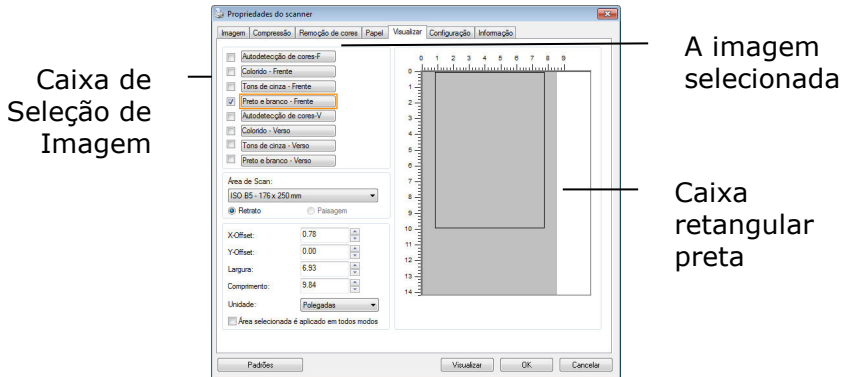 Propriedades do scanner
Imagem Compressão Remoção de cores Papel Visualizar Configuração Informação
Caixa de
Seleção de
Imagem
Autodetecção de cores-F
Colorido - Frente
Tons de cinza - Frente
Preto e branco - Frente
Autodetecção de cores-V
Colorido - Verso
Tons de cinza - Verso
Preto e branco - Verso
Área de Scan:
ISO B5 - 176 x 250 mm
Retrato Paisagem
X-Offset: 0.78
Y-Offset: 0.00
Largura: 6.93
Comprimento: 9.84
Unidade: Polegadas
Área selecionada é aplicado em todos modos
0 1 2 3 4 5 6 7 8 9
0
1
2
3
4
5
6
7
8
9
10
11
12
13
14
A imagem
selecionada
Caixa
retangular
preta
Padrões Visualizar OK Cancelar